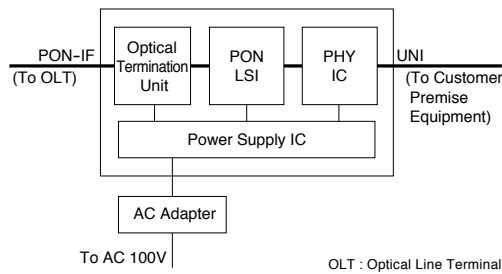 PON-IF
(To OLT)
Optical
Termination
Unit
PON
LSI
PHY
IC
UNI
(To Customer
Premise
Equipment)
Power Supply IC
AC Adapter
To AC 100V
OLT : Optical Line Terminal